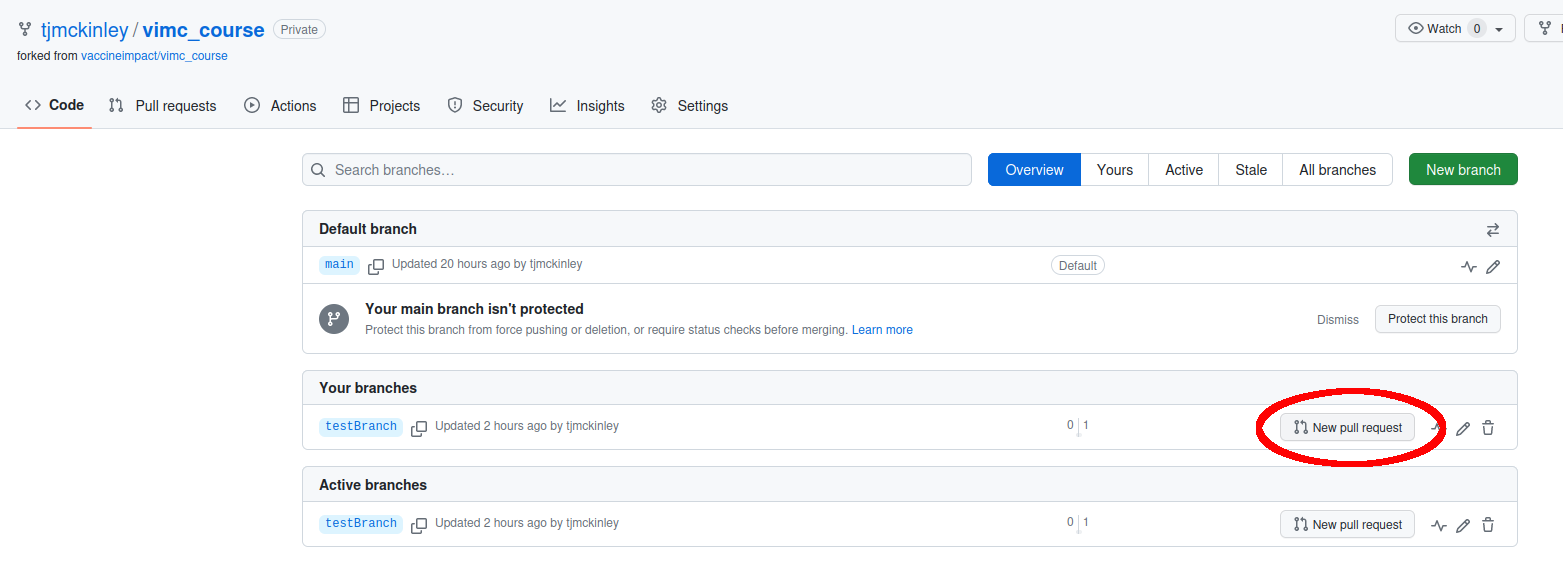 tjmckinley / vimc_course Private
Watch 0
forked from vaccineimpact/vimc_course
Code Pull requests Actions Projects Security Insights Settings
Search branches…
Overview Yours Active Stale All branches New branch
Default branch
main Updated 20 hours ago by tjmckinley Default
Your main branch isn't protected
Protect this branch from force pushing or deletion, or require status checks before merging. Learn more
Dismiss Protect this branch
Your branches
testBranch Updated 2 hours ago by tjmckinley 0 1 New pull request
Active branches
testBranch Updated 2 hours ago by tjmckinley 0 1 New pull request